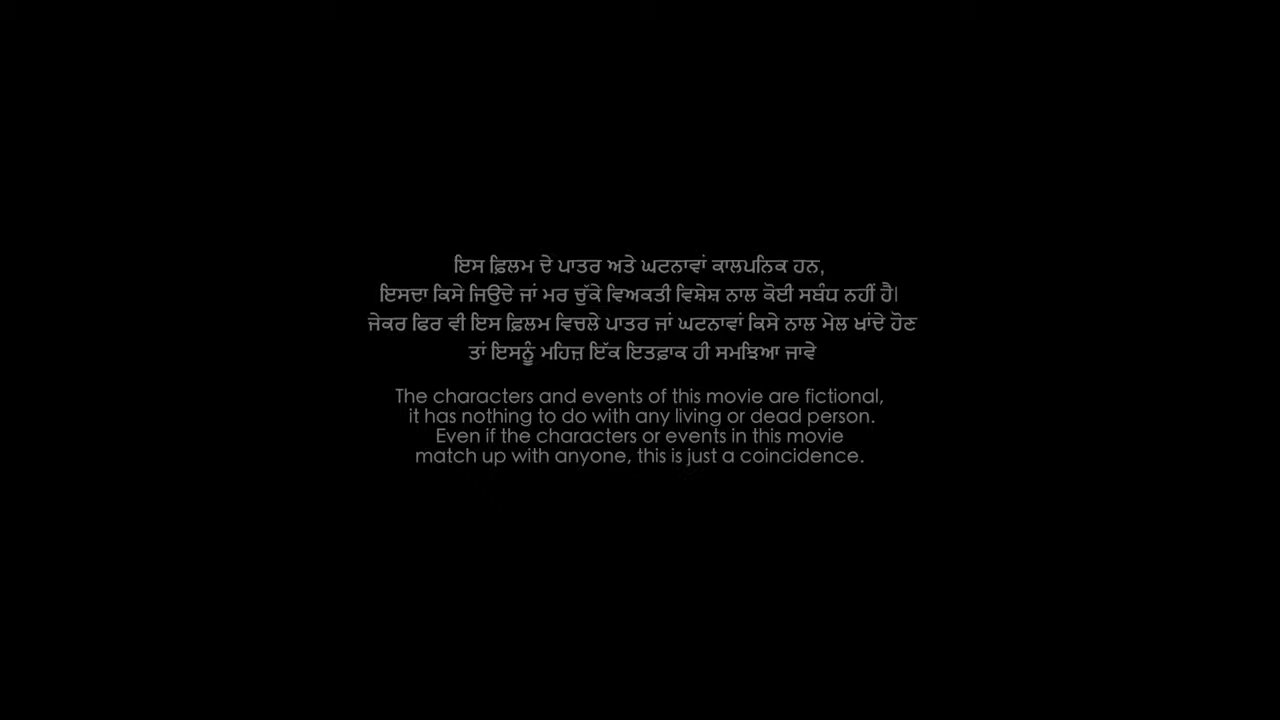 ਇਸ ਫ਼ਿਲਮ ਦੇ ਪਾਤਰ ਅਤੇ ਘਟਨਾਵਾਂ ਕਾਲਪਨਿਕ ਹਨ,
ਇਸਦਾ ਕਿਸੇ ਜਿਉਦੇ ਜਾਂ ਮਰ ਚੁੱਕੇ ਵਿਅਕਤੀ ਵਿਸ਼ੇਸ਼ ਨਾਲ ਕੋਈ ਸਬੰਧ ਨਹੀਂ ਹੈ।
ਜੇਕਰ ਫਿਰ ਵੀ ਇਸ ਫ਼ਿਲਮ ਵਿਚਲੇ ਪਾਤਰ ਜਾਂ ਘਟਨਾਵਾਂ ਕਿਸੇ ਨਾਲ ਮੇਲ ਖਾਂਦੇ ਹੋਣ
ਤਾਂ ਇਸਨੂੰ ਮਹਿਜ਼ ਇੱਕ ਇਤਫ਼ਾਕ ਹੀ ਸਮਝਿਆ ਜਾਵੇ
The characters and events of this movie are fictional,
it has nothing to do with any living or dead person.
Even if the characters or events in this movie
match up with anyone, this is just a coincidence.